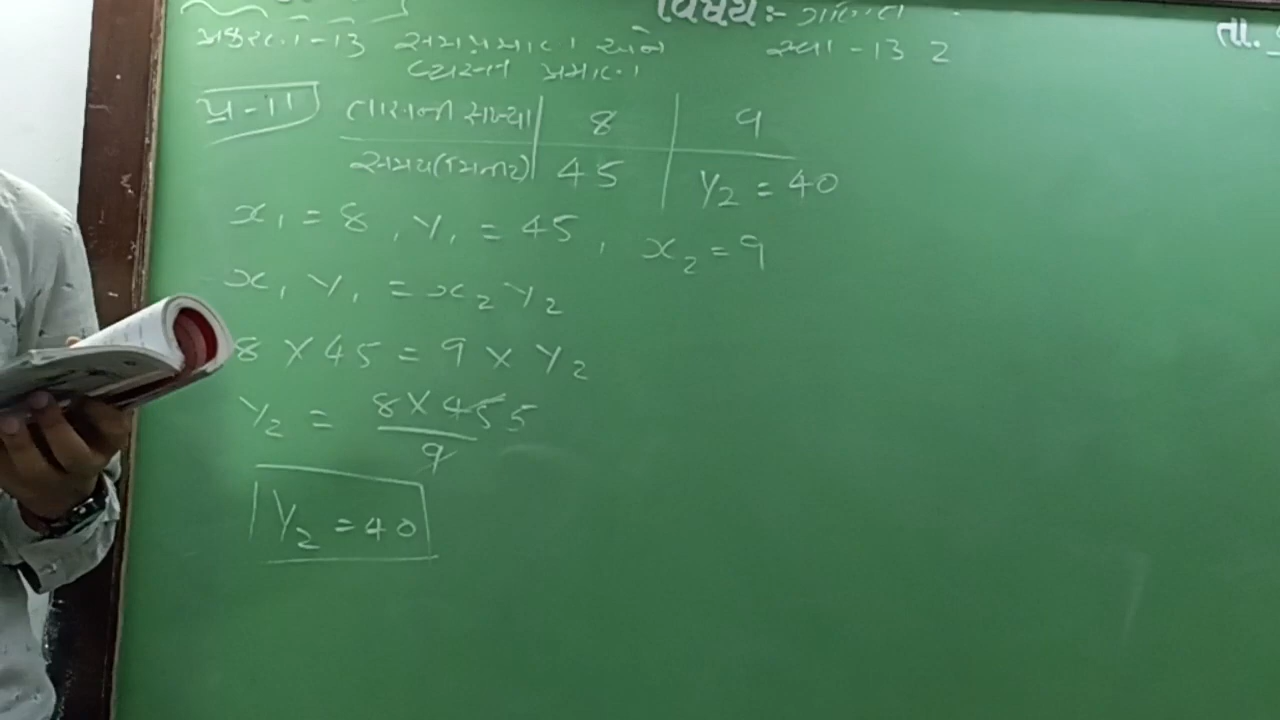 વિષય:- ગણિત
તા.
પ્રકરણ-13 સમપ્રમાણ અને
વ્યસ્ત પ્રમાણ
સ્વા-13 2
પ્ર-11
તાસની સંખ્યા 8 9
સમય(મિનિટ) 45 y2 = 40
x1 = 8, y1 = 45, x2 = 9
x1 y1 = x2 y2
8 × 45 = 9 × y2
y2 = 8 × 45 5 / 9
y2 = 40